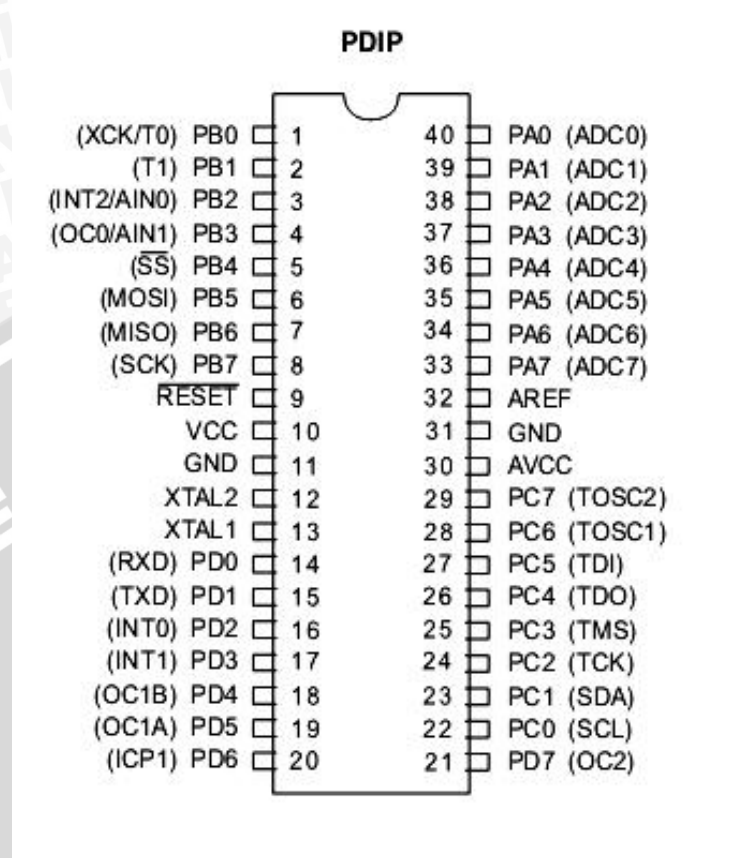 PDIP
(XCK/T0) PB0 1 40 PA0 (ADC0)
(T1) PB1 2 39 PA1 (ADC1)
(INT2/AIN0) PB2 3 38 PA2 (ADC2)
(OC0/AIN1) PB3 4 37 PA3 (ADC3)
(S̅S̅) PB4 5 36 PA4 (ADC4)
(MOSI) PB5 6 35 PA5 (ADC5)
(MISO) PB6 7 34 PA6 (ADC6)
(SCK) PB7 8 33 PA7 (ADC7)
R̅E̅S̅E̅T̅ 9 32 AREF
VCC 10 31 GND
GND 11 30 AVCC
XTAL2 12 29 PC7 (TOSC2)
XTAL1 13 28 PC6 (TOSC1)
(RXD) PD0 14 27 PC5 (TDI)
(TXD) PD1 15 26 PC4 (TDO)
(INT0) PD2 16 25 PC3 (TMS)
(INT1) PD3 17 24 PC2 (TCK)
(OC1B) PD4 18 23 PC1 (SDA)
(OC1A) PD5 19 22 PC0 (SCL)
(ICP1) PD6 20 21 PD7 (OC2)